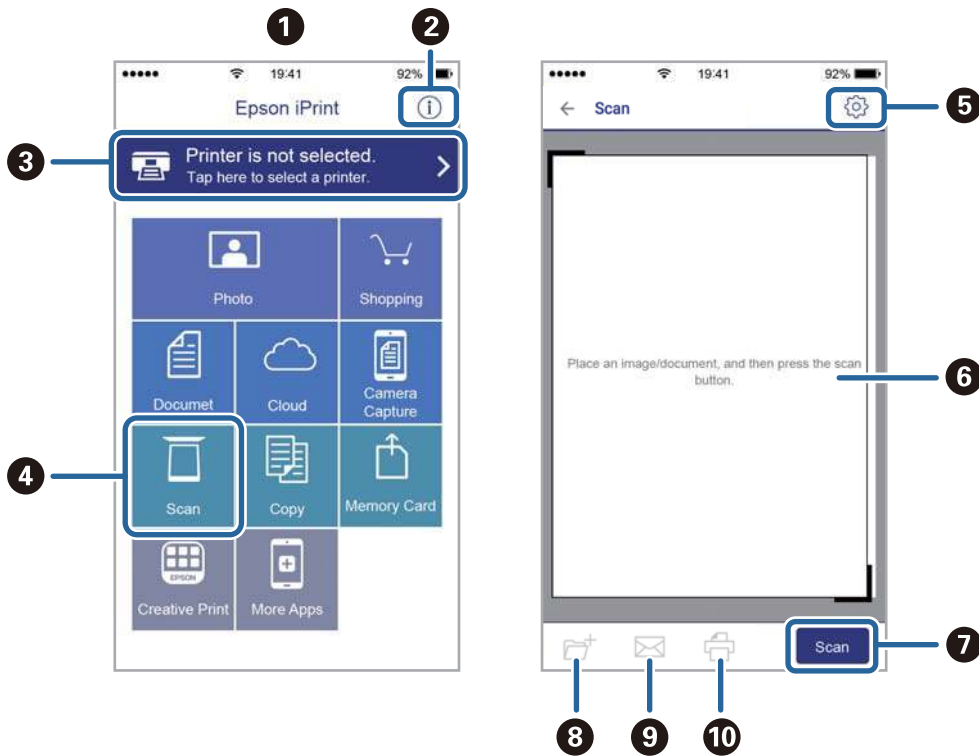 1
2
19:41
92%
Epson iPrint
3
Printer is not selected.
Tap here to select a printer.
Photo
Shopping
Documet
Cloud
Camera
Capture
4
Scan
Copy
Memory Card
EPSON
Creative Print
More Apps
19:41
92%
Scan
5
Place an image/document, and then press the scan
button.
6
Scan
7
8
9
10